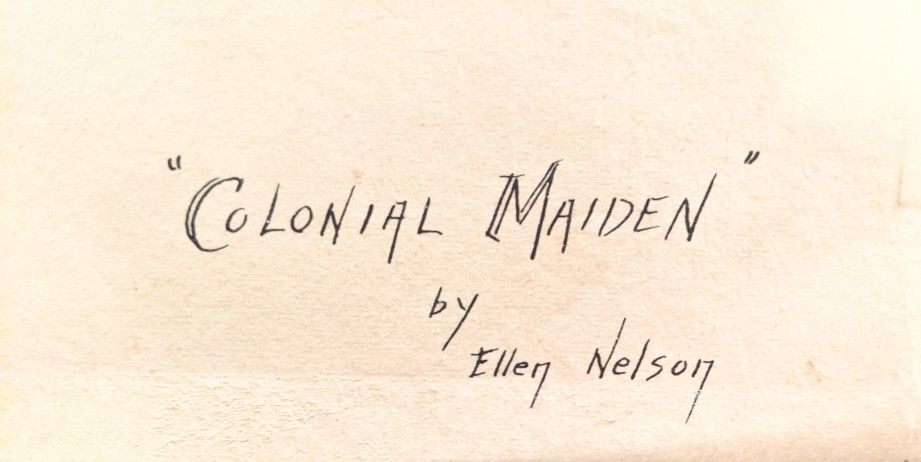 "COLONIAL MAIDEN"
by
Ellen Nelson